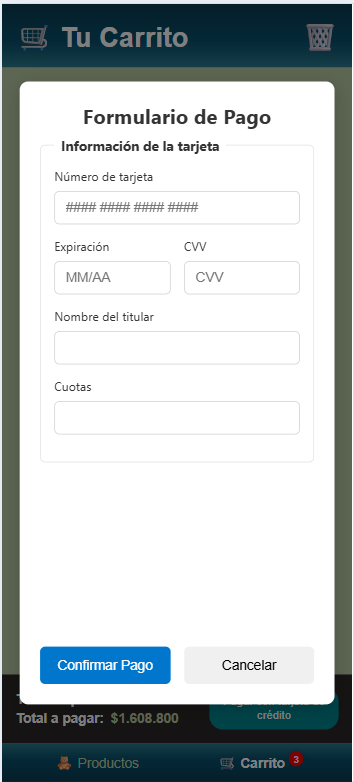 Tu Carrito
Formulario de Pago
Información de la tarjeta
Número de tarjeta
#### #### #### ####
Expiración CVV
MM/AA CVV
Nombre del titular
Cuotas
Confirmar Pago Cancelar
Total a pagar: $1.608.800
crédito
Productos Carrito 3